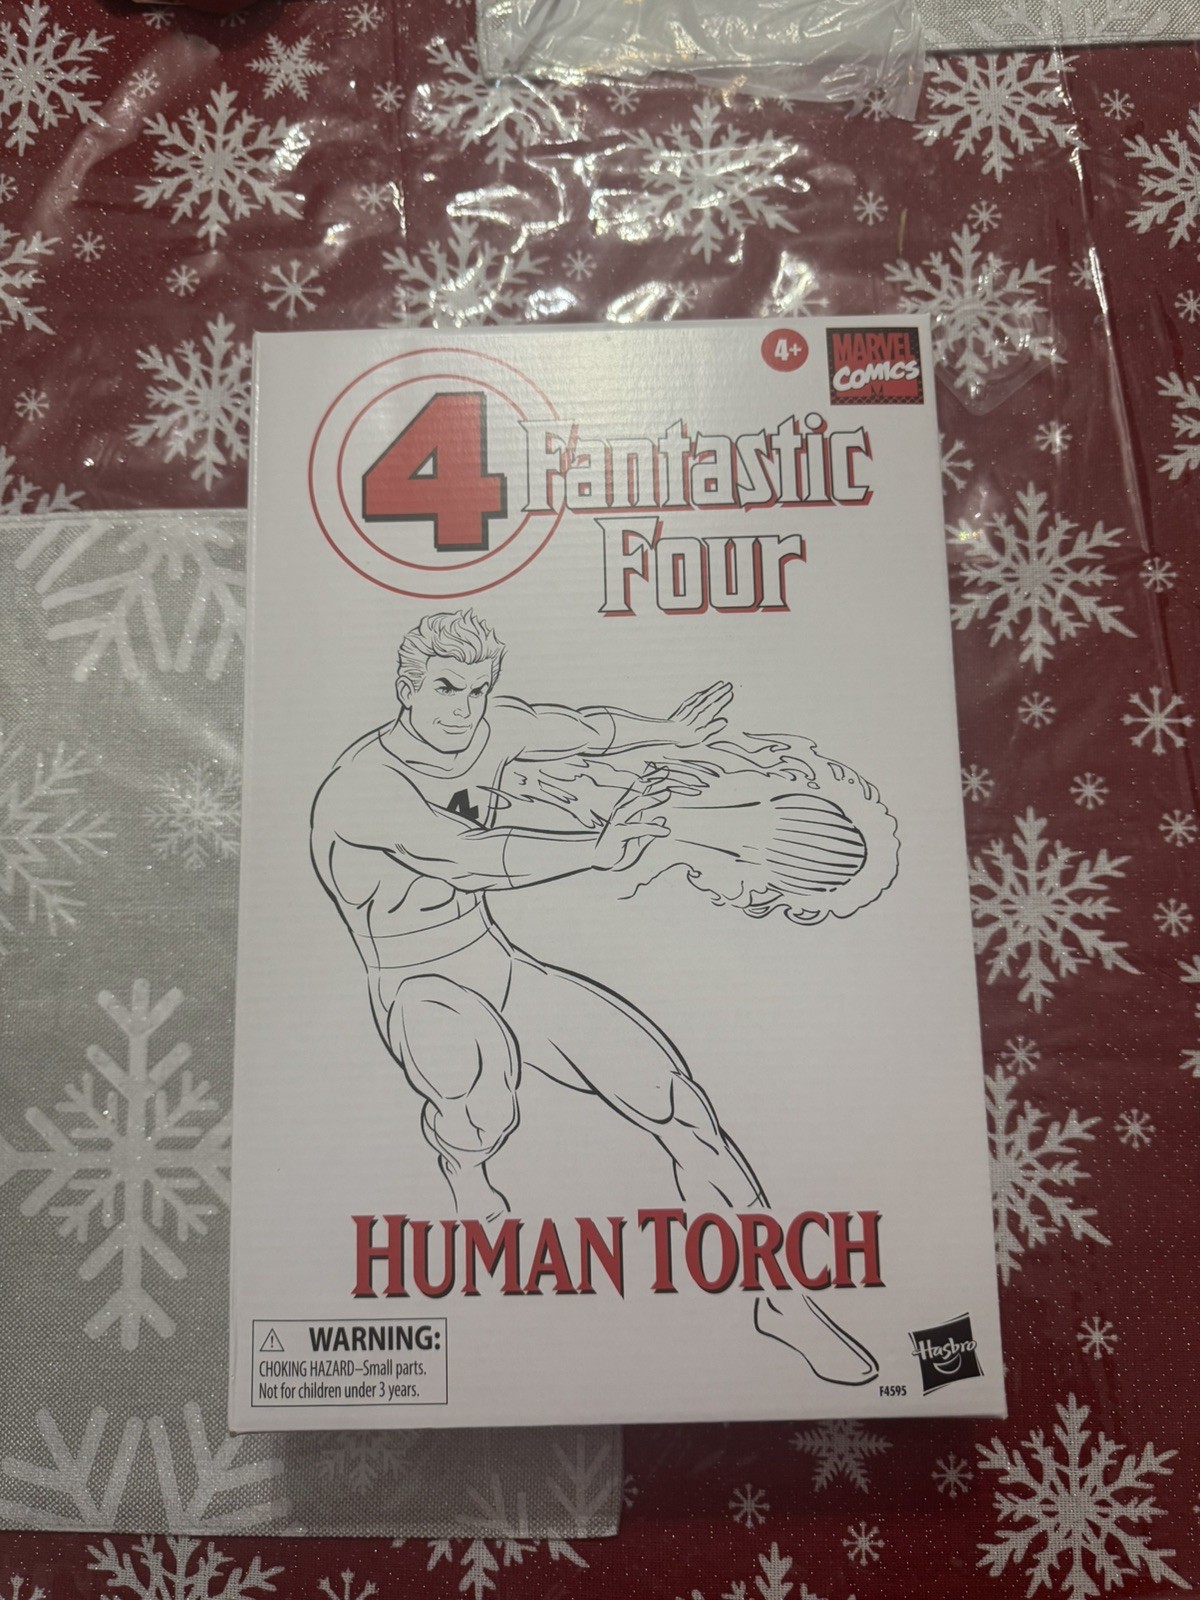 4+
MARVEL
COMICS
4
Fantastic
Four
4
HUMAN TORCH
WARNING:
CHOKING HAZARD–Small parts.
Not for children under 3 years.
F4595
Hasbro